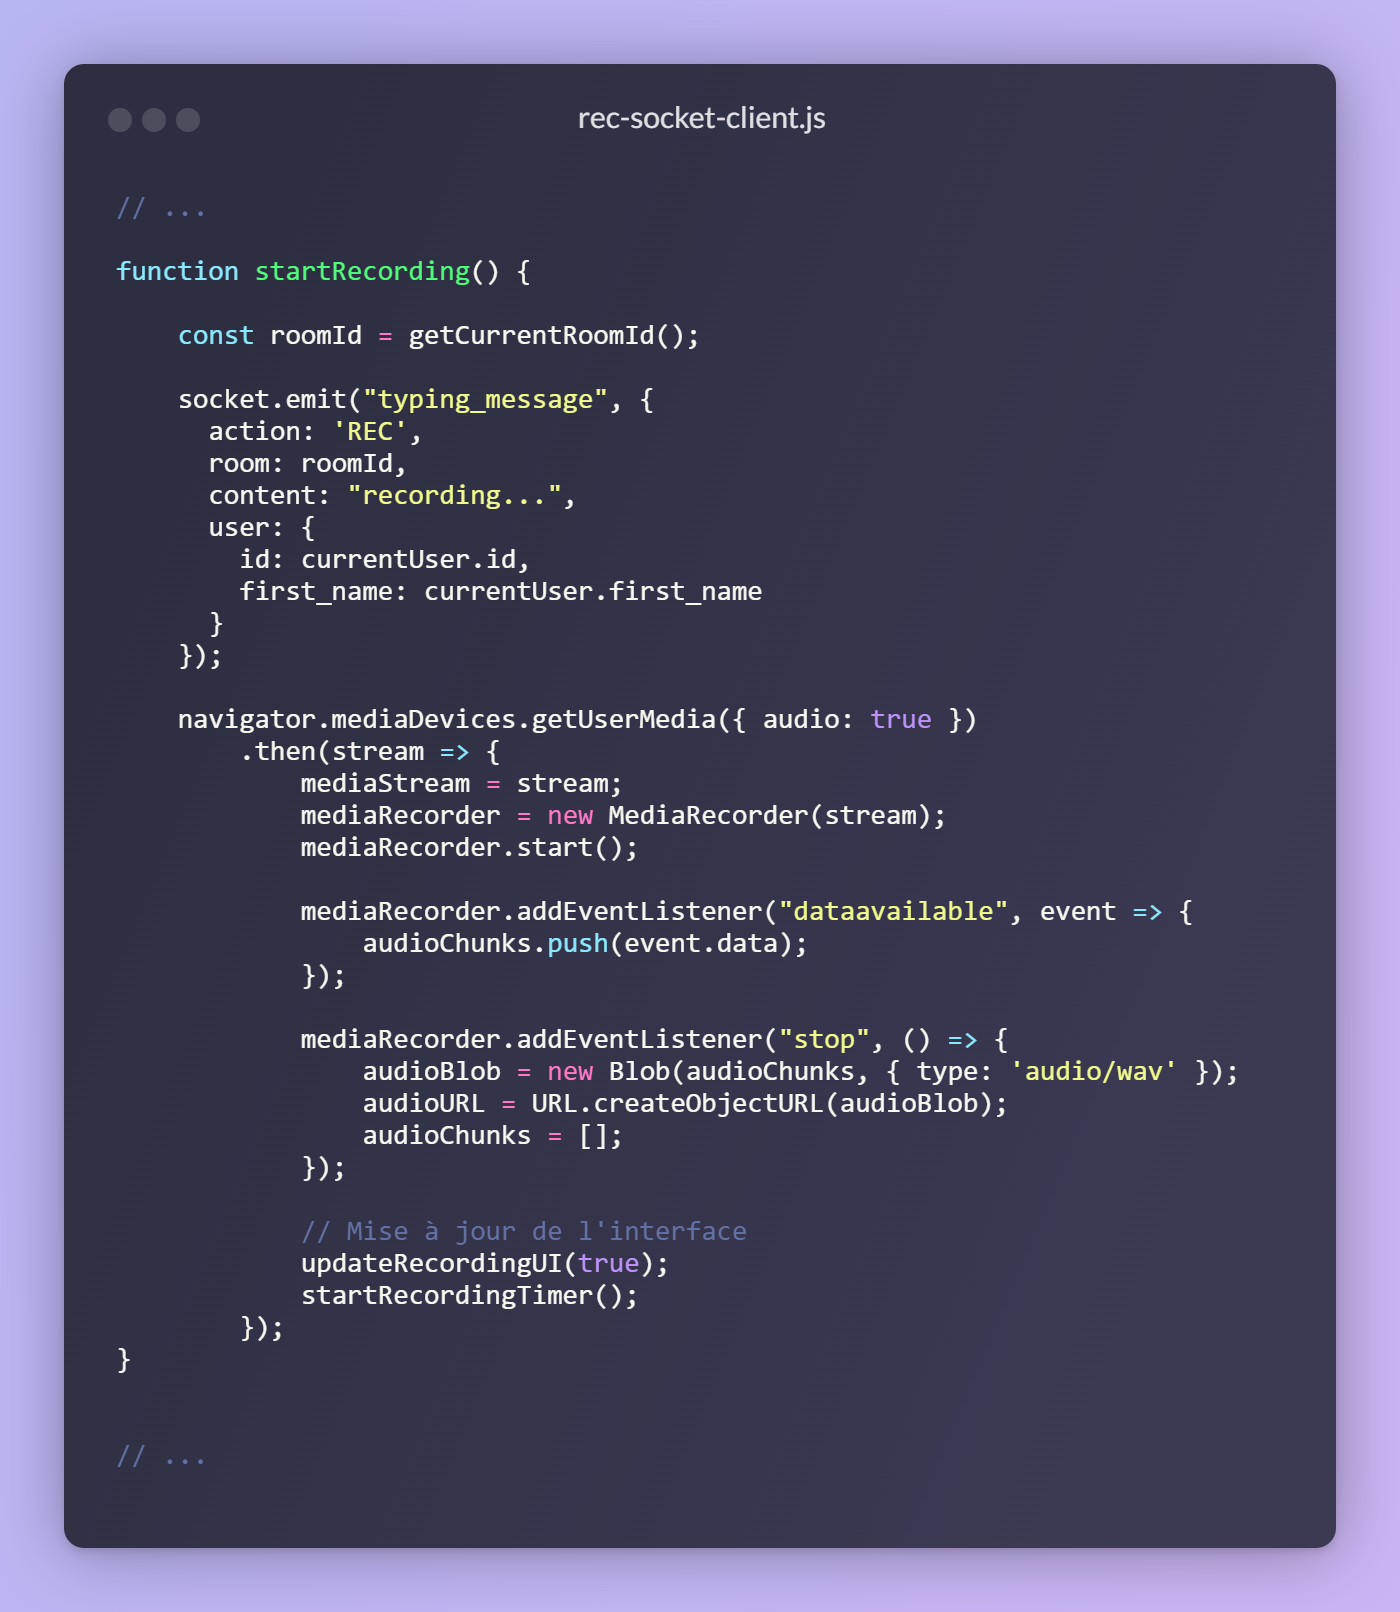 rec-socket-client.js
// ...
function startRecording() {
const roomId = getCurrentRoomId();
socket.emit("typing_message", {
action: 'REC',
room: roomId,
content: "recording...",
user: {
id: currentUser.id,
first_name: currentUser.first_name
}
});
navigator.mediaDevices.getUserMedia({ audio: true })
.then(stream => {
mediaStream = stream;
mediaRecorder = new MediaRecorder(stream);
mediaRecorder.start();
mediaRecorder.addEventListener("dataavailable", event => {
audioChunks.push(event.data);
});
mediaRecorder.addEventListener("stop", () => {
audioBlob = new Blob(audioChunks, { type: 'audio/wav' });
audioURL = URL.createObjectURL(audioBlob);
audioChunks = [];
});
// Mise à jour de l'interface
updateRecordingUI(true);
startRecordingTimer();
});
}
// ...